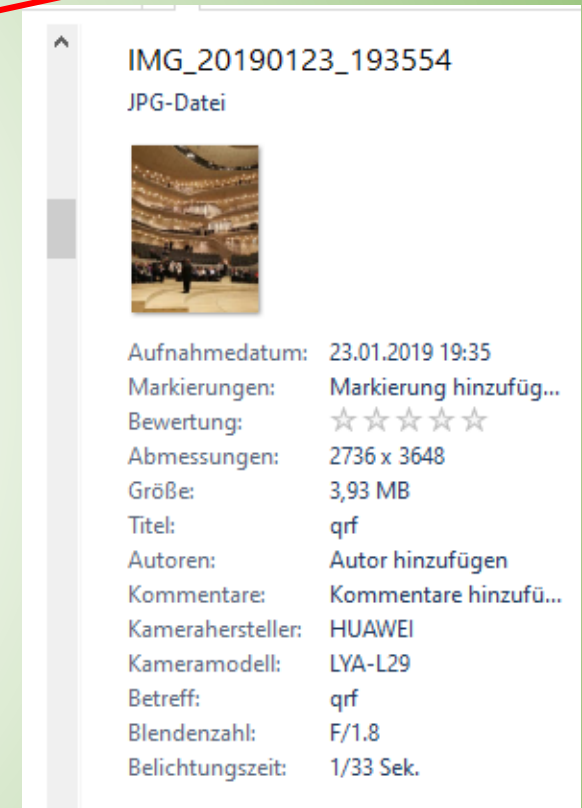 IMG_20190123_193554
JPG-Datei
Aufnahmedatum: 23.01.2019 19:35
Markierungen: Markierung hinzufüg...
Bewertung: ☆☆☆☆☆
Abmessungen: 2736 x 3648
Größe: 3,93 MB
Titel: qrf
Autoren: Autor hinzufügen
Kommentare: Kommentare hinzufü...
Kamerahersteller: HUAWEI
Kameramodell: LYA-L29
Betreff: qrf
Blendenzahl: F/1.8
Belichtungszeit: 1/33 Sek.